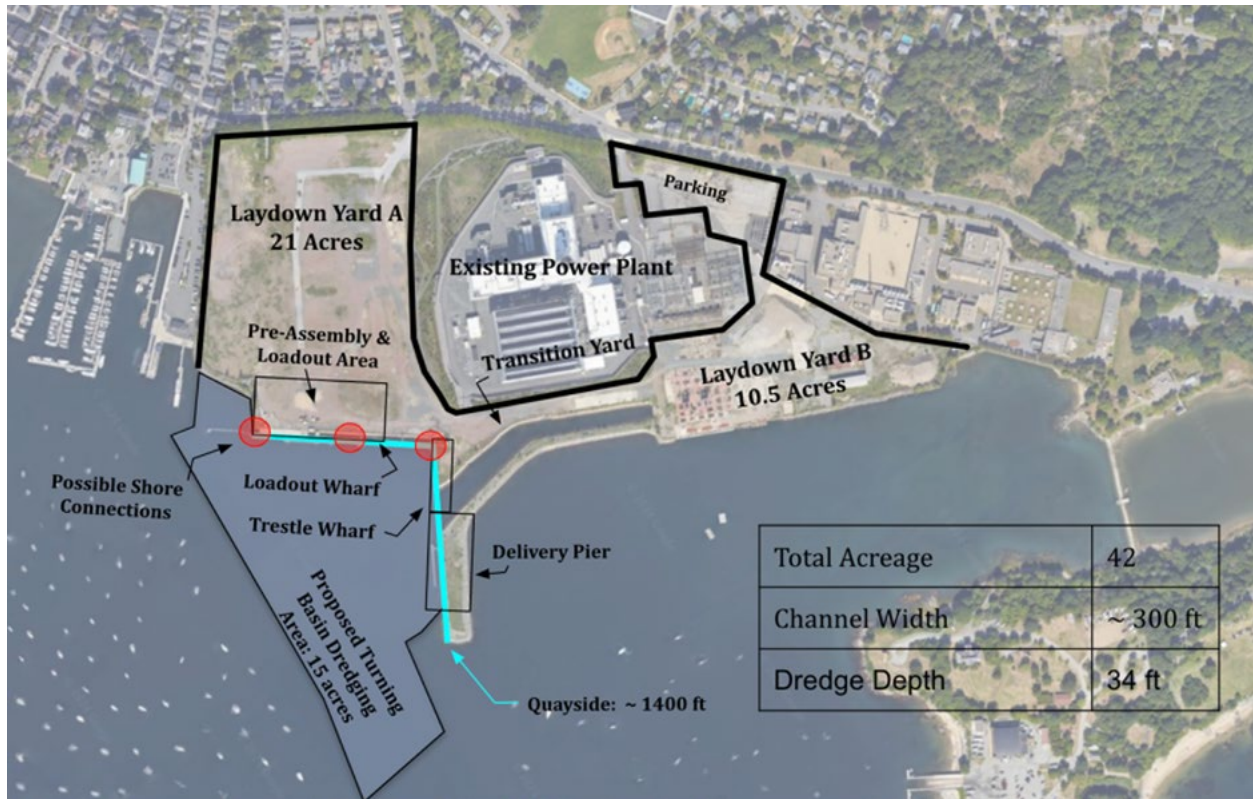 Laydown Yard A
21 Acres
Parking
Existing Power Plant
Pre-Assembly &
Loadout Area
Transition Yard
Laydown Yard B
10.5 Acres
Possible Shore
Connections
Loadout Wharf
Trestle Wharf
Delivery Pier
Proposed Turning
Basin Dredging
Area: 15 acres
Quayside: ~ 1400 ft
Total Acreage 42
Channel Width ~ 300 ft
Dredge Depth 34 ft